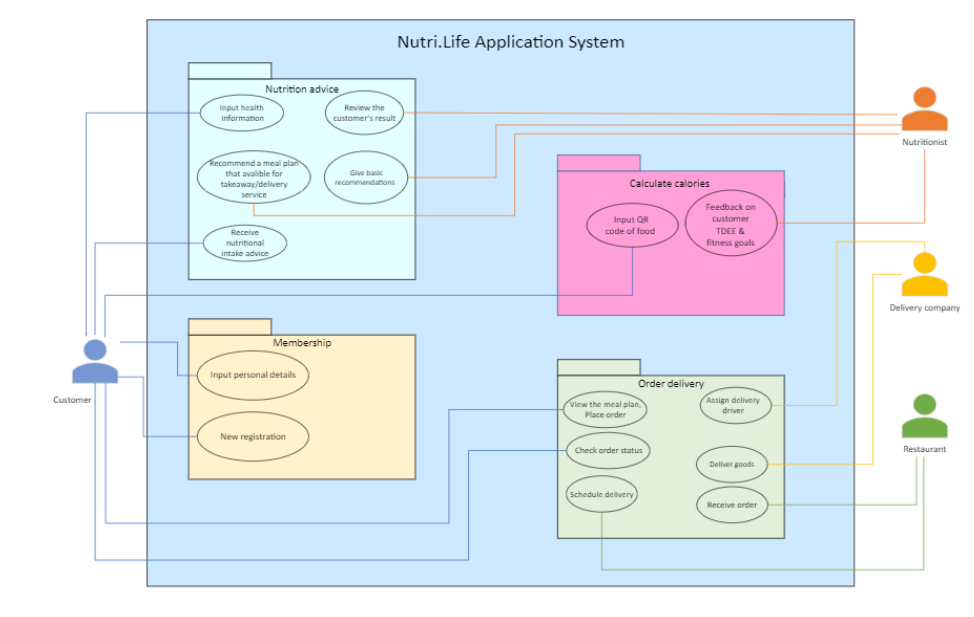 Nutri.Life Application System
Nutrition advice
Input health
information
Review the
customer's result
Recommend a meal plan
that avalible for
takeaway/delivery
service
Give basic
recommendations
Receive
nutritional
intake advice
Calculate calories
Input QR
code of food
Feedback on
customer
TDEE &
fitness goals
Membership
Input personal details
New registration
Order delivery
View the meal plan,
Place order
Assign delivery
driver
Check order status
Deliver goods
Schedule delivery
Receive order
Customer
Nutritionist
Delivery company
Restaurant